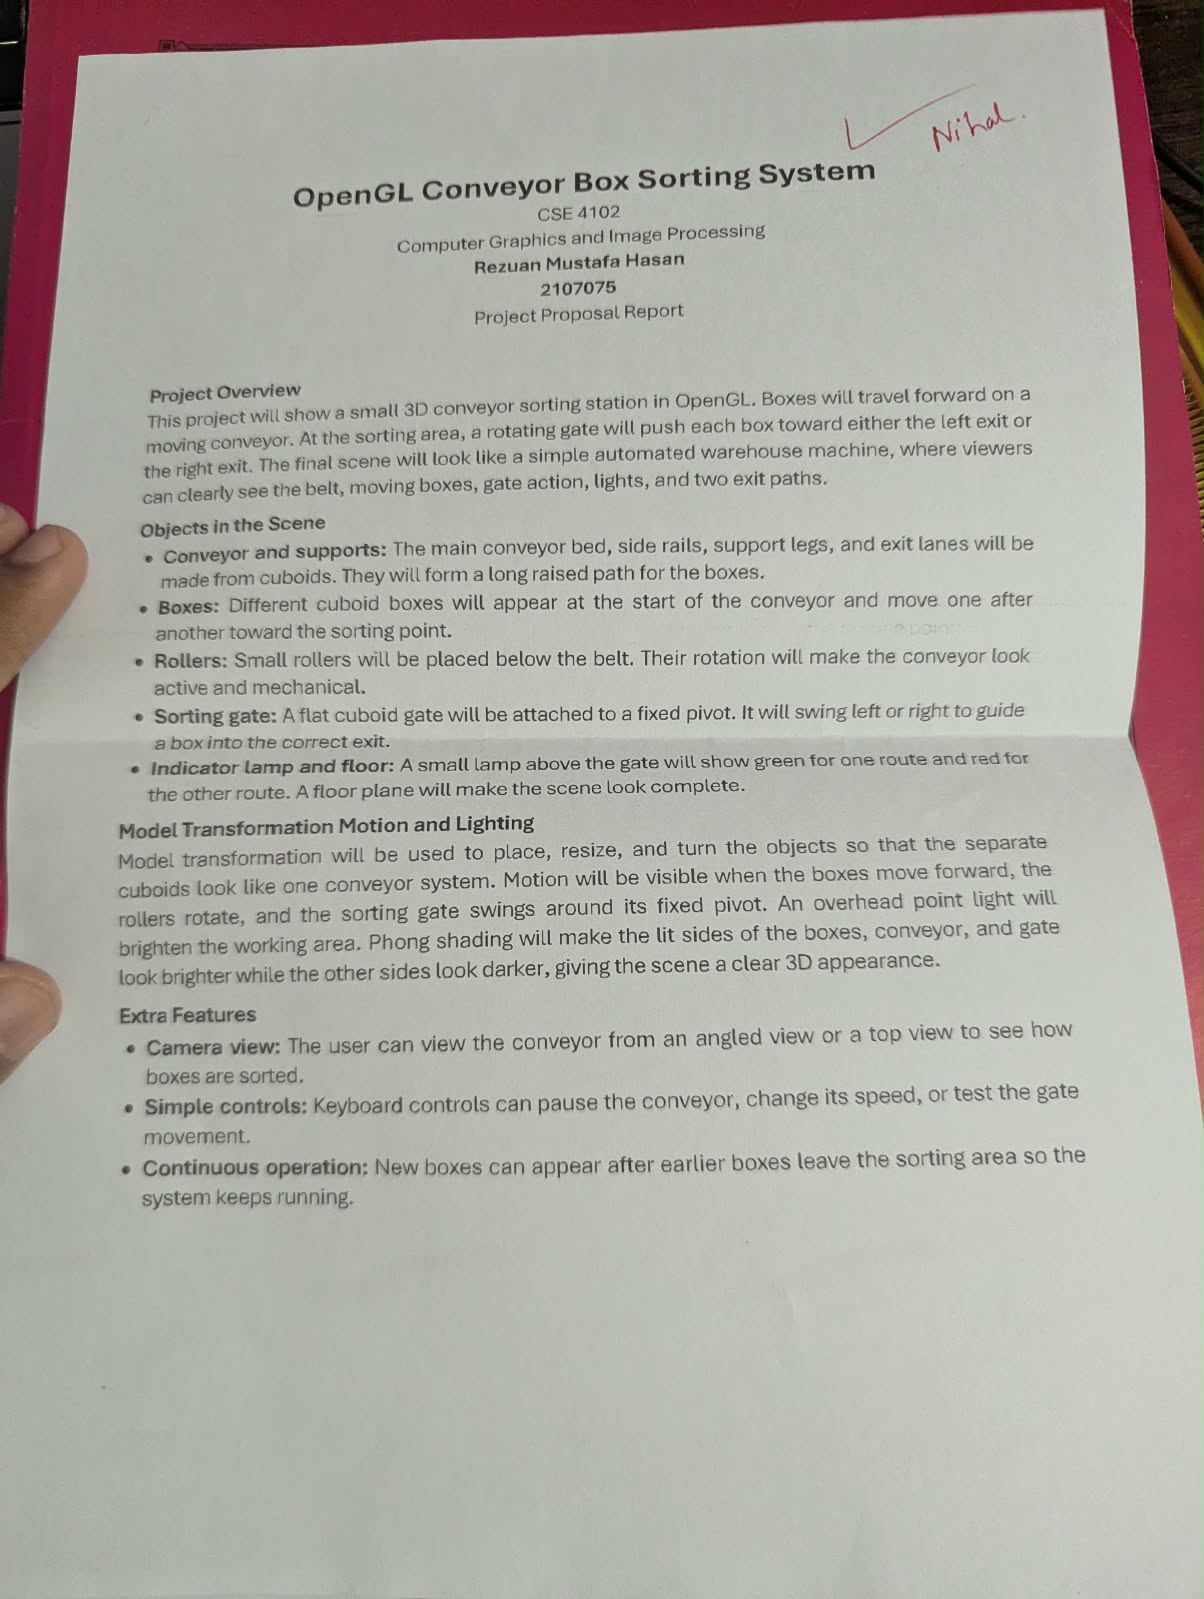 Nihal.
OpenGL Conveyor Box Sorting System
CSE 4102
Computer Graphics and Image Processing
Rezuan Mustafa Hasan
2107075
Project Proposal Report
Project Overview
This project will show a small 3D conveyor sorting station in OpenGL. Boxes will travel forward on a
moving conveyor. At the sorting area, a rotating gate will push each box toward either the left exit or
the right exit. The final scene will look like a simple automated warehouse machine, where viewers
can clearly see the belt, moving boxes, gate action, lights, and two exit paths.
Objects in the Scene
• Conveyor and supports: The main conveyor bed, side rails, support legs, and exit lanes will be
made from cuboids. They will form a long raised path for the boxes.
• Boxes: Different cuboid boxes will appear at the start of the conveyor and move one after
another toward the sorting point.
• Rollers: Small rollers will be placed below the belt. Their rotation will make the conveyor look
active and mechanical.
• Sorting gate: A flat cuboid gate will be attached to a fixed pivot. It will swing left or right to guide
a box into the correct exit.
• Indicator lamp and floor: A small lamp above the gate will show green for one route and red for
the other route. A floor plane will make the scene look complete.
Model Transformation Motion and Lighting
Model transformation will be used to place, resize, and turn the objects so that the separate
cuboids look like one conveyor system. Motion will be visible when the boxes move forward, the
rollers rotate, and the sorting gate swings around its fixed pivot. An overhead point light will
brighten the working area. Phong shading will make the lit sides of the boxes, conveyor, and gate
look brighter while the other sides look darker, giving the scene a clear 3D appearance.
Extra Features
• Camera view: The user can view the conveyor from an angled view or a top view to see how
boxes are sorted.
• Simple controls: Keyboard controls can pause the conveyor, change its speed, or test the gate
movement.
• Continuous operation: New boxes can appear after earlier boxes leave the sorting area so the
system keeps running.